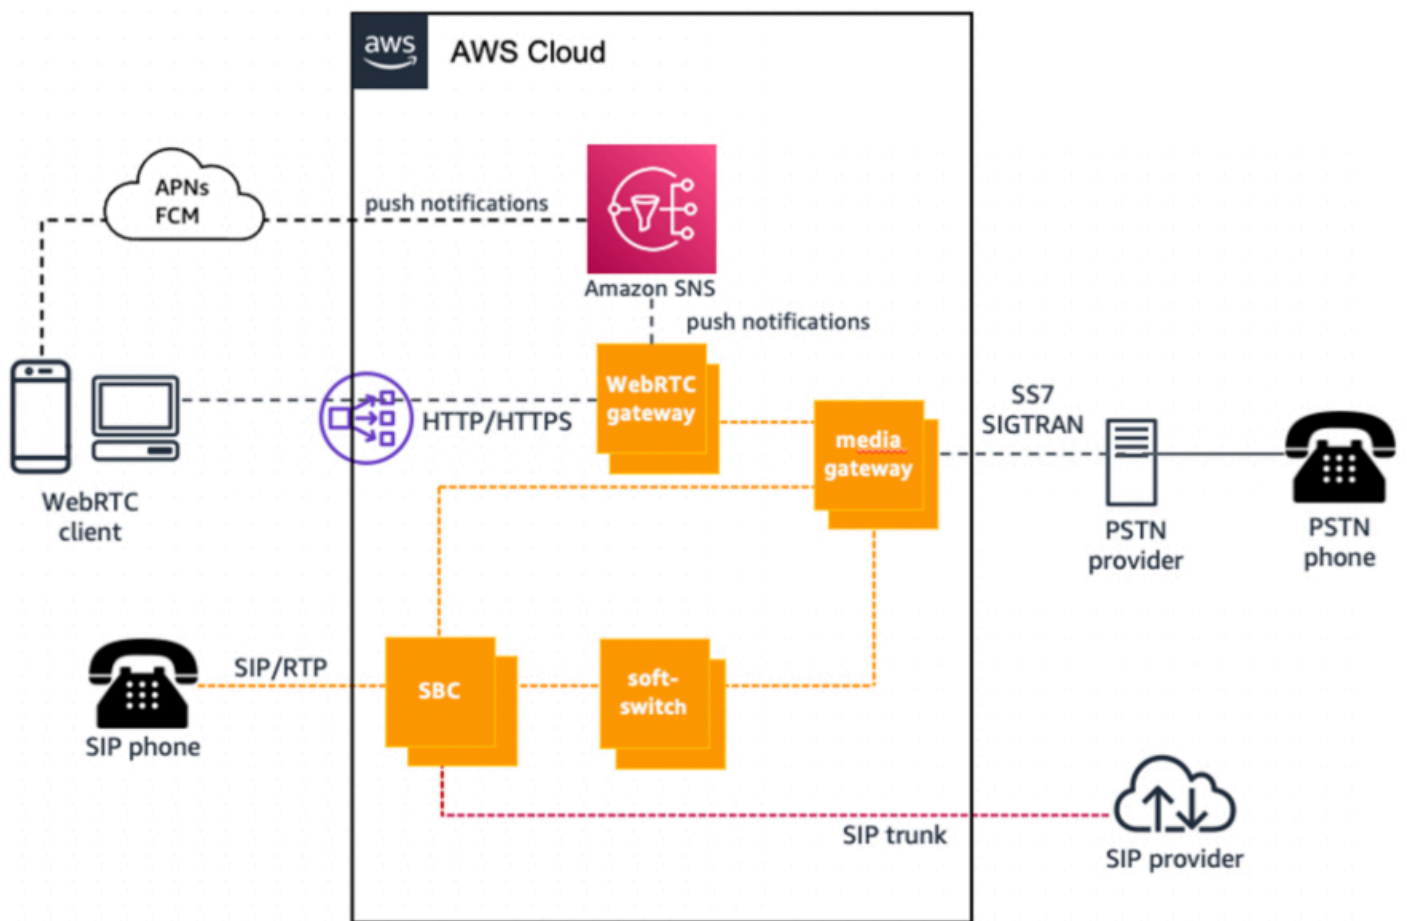 aws
AWS Cloud
APNs
FCM
push notifications
Amazon SNS
push notifications
WebRTC
gateway
HTTP/HTTPS
media
gateway
SS7
SIGTRAN
WebRTC
client
PSTN
provider
PSTN
phone
SIP/RTP
SBC
soft-
switch
SIP phone
SIP trunk
SIP provider